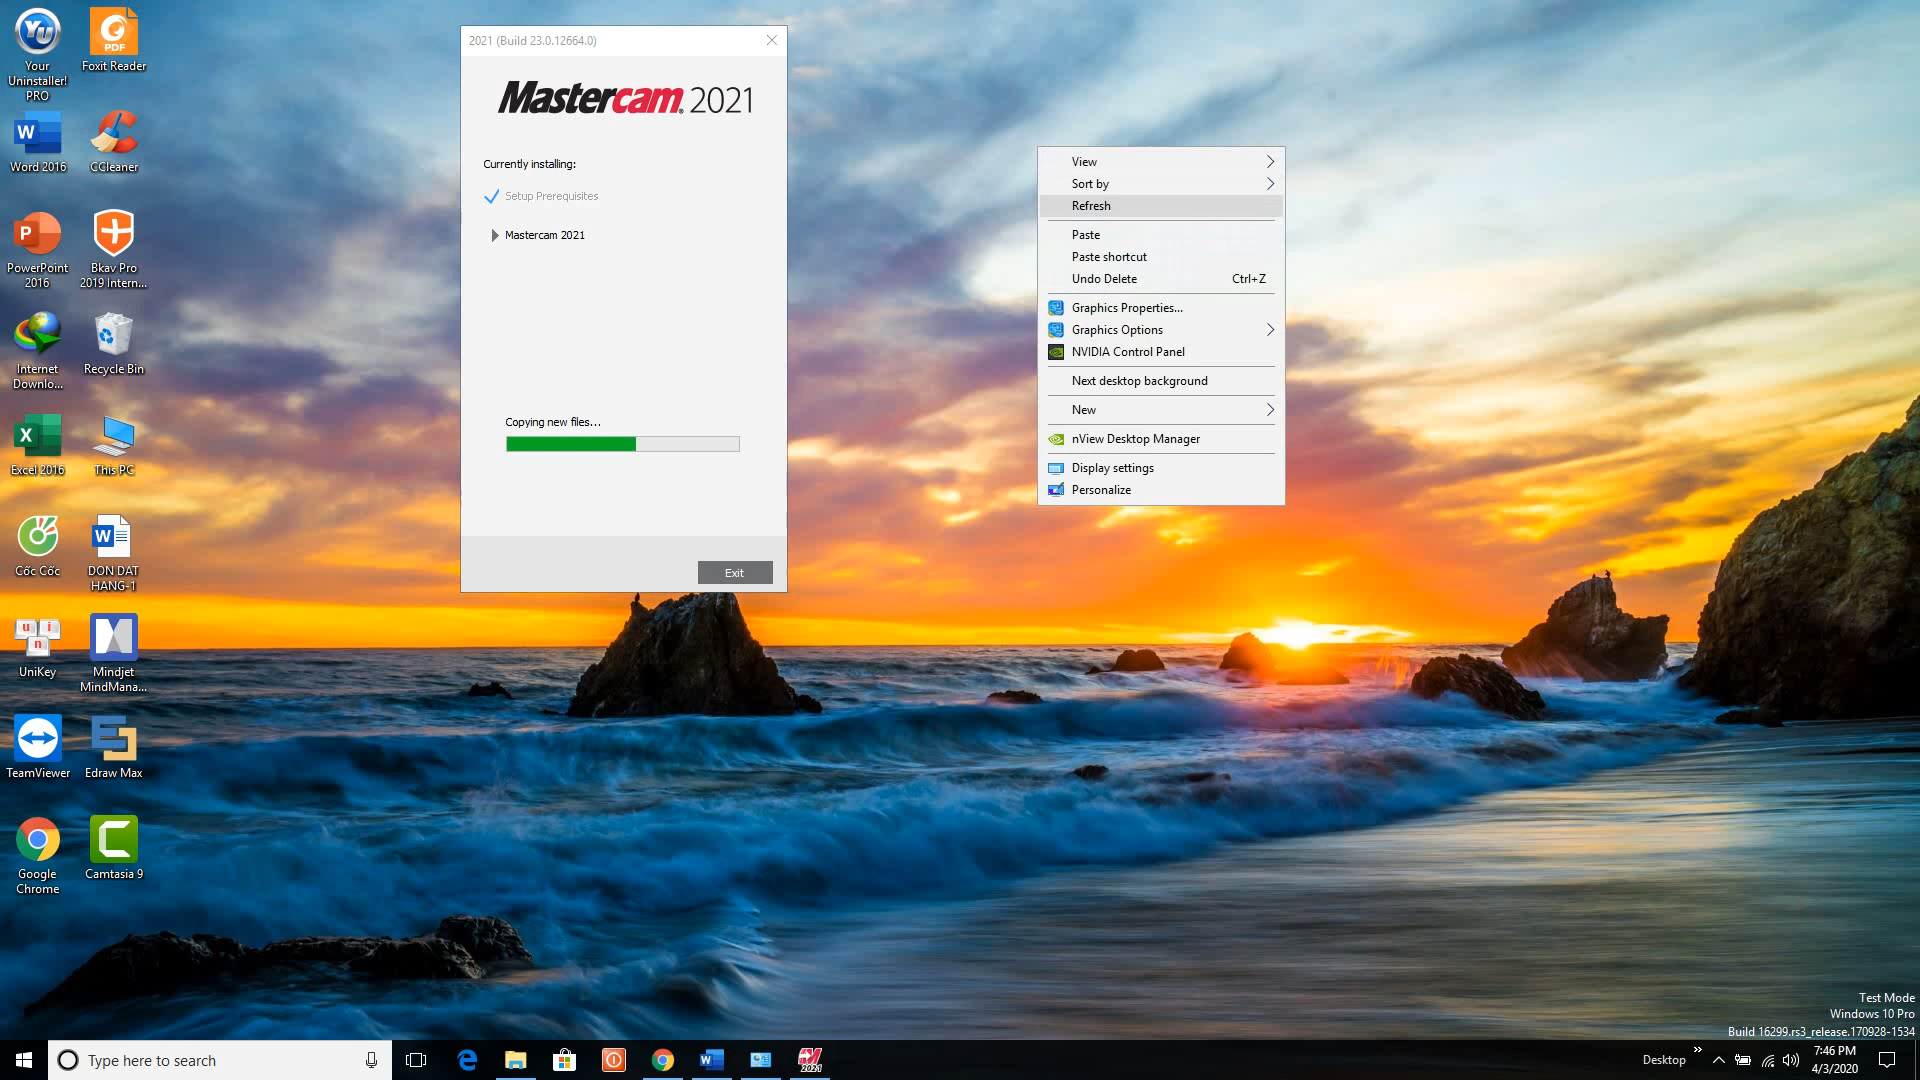 Your
Uninstaller!
PRO
Foxit Reader
Word 2016
CCleaner
PowerPoint
2016
Bkav Pro
2019 Intern...
Internet
Downlo...
Recycle Bin
Excel 2016
This PC
Cốc Cốc
DON DAT
HANG-1
UniKey
Mindjet
MindMana...
TeamViewer
Edraw Max
Google
Chrome
Camtasia 9
2021 (Build 23.0.12664.0)
Mastercam 2021
Currently installing:
Setup Prerequisites
Mastercam 2021
Copying new files...
Exit
View
Sort by
Refresh
Paste
Paste shortcut
Undo Delete Ctrl+Z
Graphics Properties...
Graphics Options
NVIDIA Control Panel
Next desktop background
New
nView Desktop Manager
Display settings
Personalize
Test Mode
Windows 10 Pro
Build 16299.rs3_release.170928-1534
Type here to search
Desktop
7:46 PM
4/3/2020